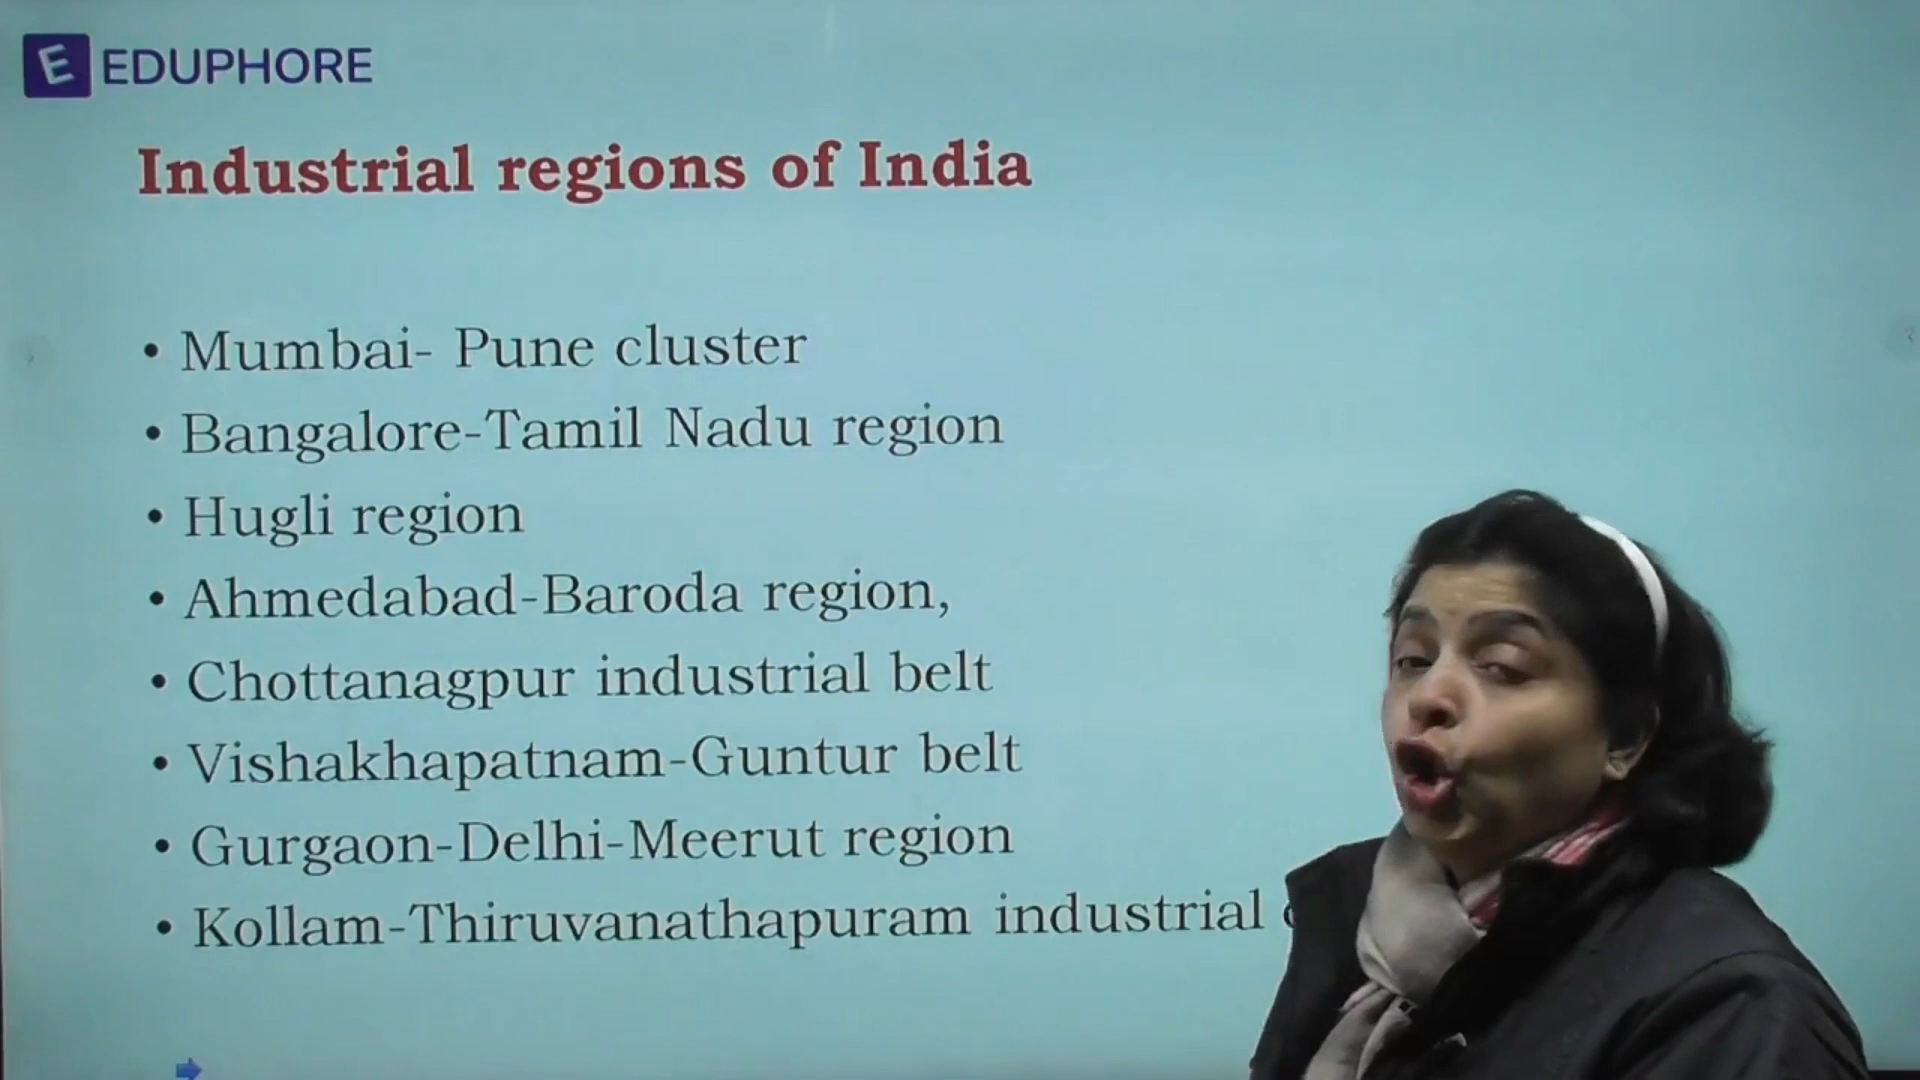 E EDUPHORE
Industrial regions of India
• Mumbai- Pune cluster
• Bangalore-Tamil Nadu region
• Hugli region
• Ahmedabad-Baroda region,
• Chottanagpur industrial belt
• Vishakhapatnam-Guntur belt
• Gurgaon-Delhi-Meerut region
• Kollam-Thiruvanathapuram industrial